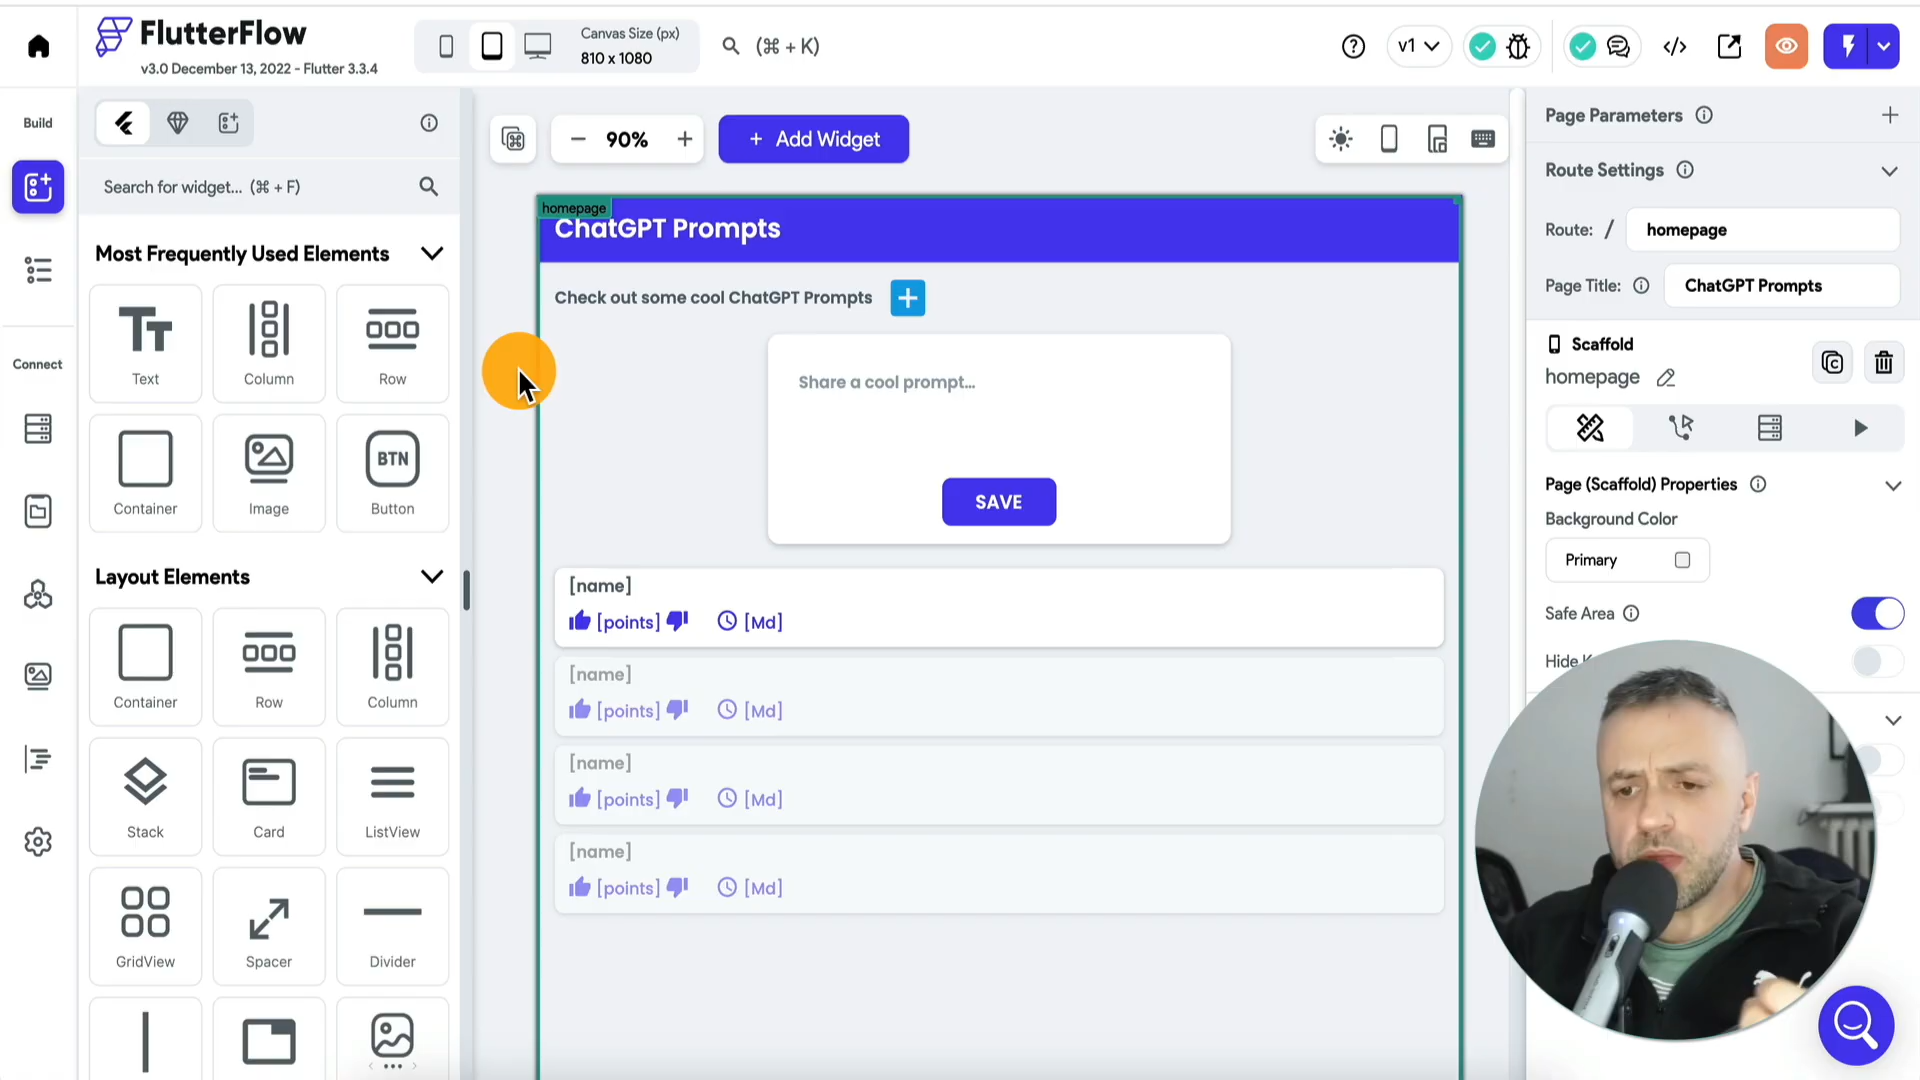 FlutterFlow
v3.0 December 13, 2022 - Flutter 3.3.4
Canvas Size (px)
810 x 1080
(⌘ + K)
v1
Build
Connect
Search for widget... (⌘ + F)
Most Frequently Used Elements
Text
Column
Row
Container
Image
BTN
Button
Layout Elements
Container
Row
Column
Stack
Card
ListView
GridView
Spacer
Divider
90%
+ Add Widget
homepage
ChatGPT Prompts
Check out some cool ChatGPT Prompts
Share a cool prompt...
SAVE
[name]
[points]
[Md]
[name]
[points]
[Md]
[name]
[points]
[Md]
[name]
[points]
[Md]
Page Parameters
Route Settings
Route: / homepage
Page Title: ChatGPT Prompts
Scaffold
homepage
Page (Scaffold) Properties
Background Color
Primary
Safe Area
Hide